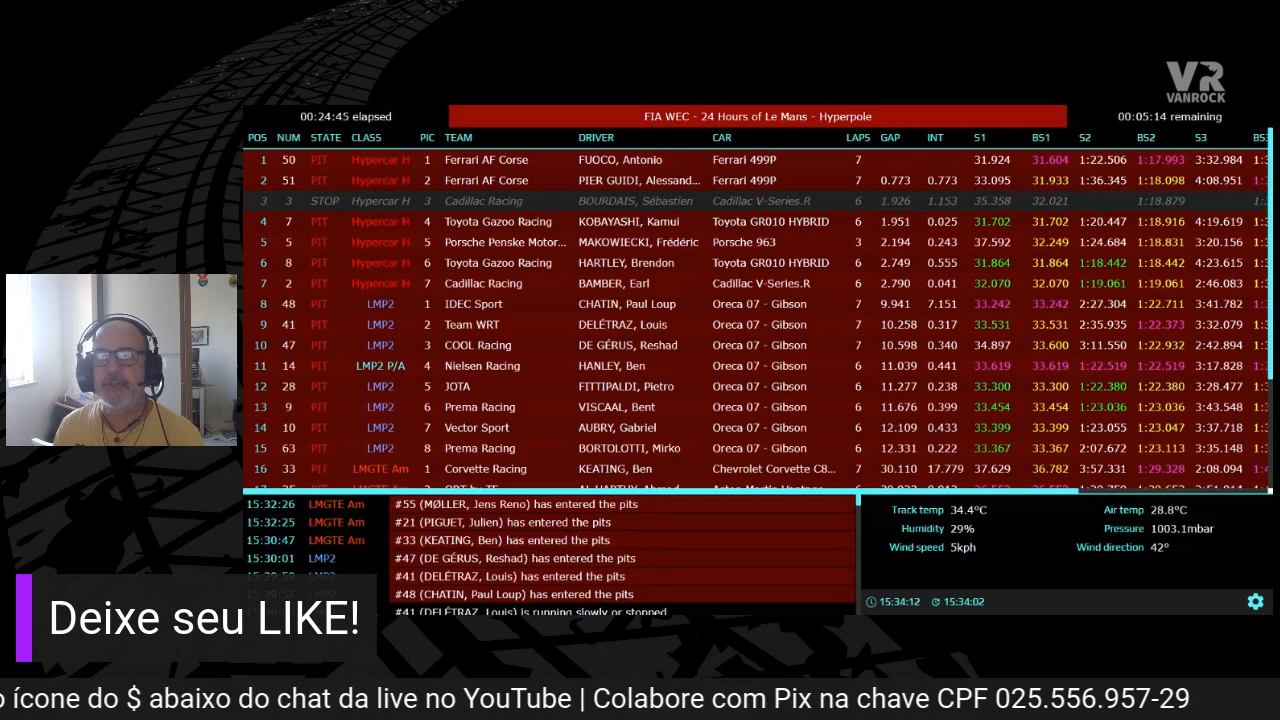 VR
VANROCK
00:24:45 elapsed FIA WEC - 24 Hours of Le Mans - Hyperpole 00:05:14 remaining
POS NUM STATE CLASS PIC TEAM DRIVER CAR LAPS GAP INT S1 BS1 S2 BS2 S3 BS3
1 50 PIT Hypercar H 1 Ferrari AF Corse FUOCO, Antonio Ferrari 499P 7 31.924 31.604 1:22.506 1:17.993 3:32.984
2 51 PIT Hypercar H 2 Ferrari AF Corse PIER GUIDI, Alessand... Ferrari 499P 7 0.773 0.773 33.095 31.933 1:36.345 1:18.098 4:08.951
3 3 STOP Hypercar H 3 Cadillac Racing BOURDAIS, Sébastien Cadillac V-Series.R 6 1.926 1.153 35.358 32.021 1:18.879
4 7 PIT Hypercar H 4 Toyota Gazoo Racing KOBAYASHI, Kamui Toyota GR010 HYBRID 6 1.951 0.025 31.702 31.702 1:20.447 1:18.916 4:19.619
5 5 PIT Hypercar H 5 Porsche Penske Motor... MAKOWIECKI, Frédéric Porsche 963 3 2.194 0.243 37.592 32.249 1:24.684 1:18.831 3:20.156
6 8 PIT Hypercar H 6 Toyota Gazoo Racing HARTLEY, Brendon Toyota GR010 HYBRID 6 2.749 0.555 31.864 31.864 1:18.442 1:18.442 4:23.615
7 2 PIT Hypercar H 7 Cadillac Racing BAMBER, Earl Cadillac V-Series.R 6 2.790 0.041 32.070 32.070 1:19.061 1:19.061 2:46.083
8 48 PIT LMP2 1 IDEC Sport CHATIN, Paul Loup Oreca 07 - Gibson 7 9.941 7.151 33.242 33.242 2:27.304 1:22.711 3:41.782
9 41 PIT LMP2 2 Team WRT DELÉTRAZ, Louis Oreca 07 - Gibson 7 10.258 0.317 33.531 33.531 2:35.935 1:22.373 3:32.079
10 47 PIT LMP2 3 COOL Racing DE GÉRUS, Reshad Oreca 07 - Gibson 7 10.598 0.340 34.897 33.600 3:11.550 1:22.932 2:42.894
11 14 PIT LMP2 P/A 4 Nielsen Racing HANLEY, Ben Oreca 07 - Gibson 6 11.039 0.441 33.619 33.619 1:22.519 1:22.519 3:17.828
12 28 PIT LMP2 5 JOTA FITTIPALDI, Pietro Oreca 07 - Gibson 6 11.277 0.238 33.300 33.300 1:22.380 1:22.380 3:28.477
13 9 PIT LMP2 6 Prema Racing VISCAAL, Bent Oreca 07 - Gibson 6 11.676 0.399 33.454 33.454 1:23.036 1:23.036 3:43.548
14 10 PIT LMP2 7 Vector Sport AUBRY, Gabriel Oreca 07 - Gibson 6 12.109 0.433 33.399 33.399 1:23.055 1:23.047 3:37.718
15 63 PIT LMP2 8 Prema Racing BORTOLOTTI, Mirko Oreca 07 - Gibson 6 12.331 0.222 33.367 33.367 2:07.672 1:23.113 3:35.148
16 33 PIT LMGTE Am 1 Corvette Racing KEATING, Ben Chevrolet Corvette C8... 7 30.110 17.779 37.629 36.782 3:57.331 1:29.328 2:08.094
15:32:26 LMGTE Am #55 (MØLLER, Jens Reno) has entered the pits
15:32:25 LMGTE Am #21 (PIGUET, Julien) has entered the pits
15:30:47 LMGTE Am #33 (KEATING, Ben) has entered the pits
15:30:01 LMP2 #47 (DE GÉRUS, Reshad) has entered the pits
#41 (DELÉTRAZ, Louis) has entered the pits
#48 (CHATIN, Paul Loup) has entered the pits
#41 (DELÉTRAZ, Louis) is running slowly or stopped
Track temp 34.4°C Air temp 28.8°C
Humidity 29% Pressure 1003.1mbar
Wind speed 5kph Wind direction 42°
15:34:12 15:34:02
Deixe seu LIKE!
o ícone do $ abaixo do chat da live no YouTube | Colabore com Pix na chave CPF 025.556.957-29